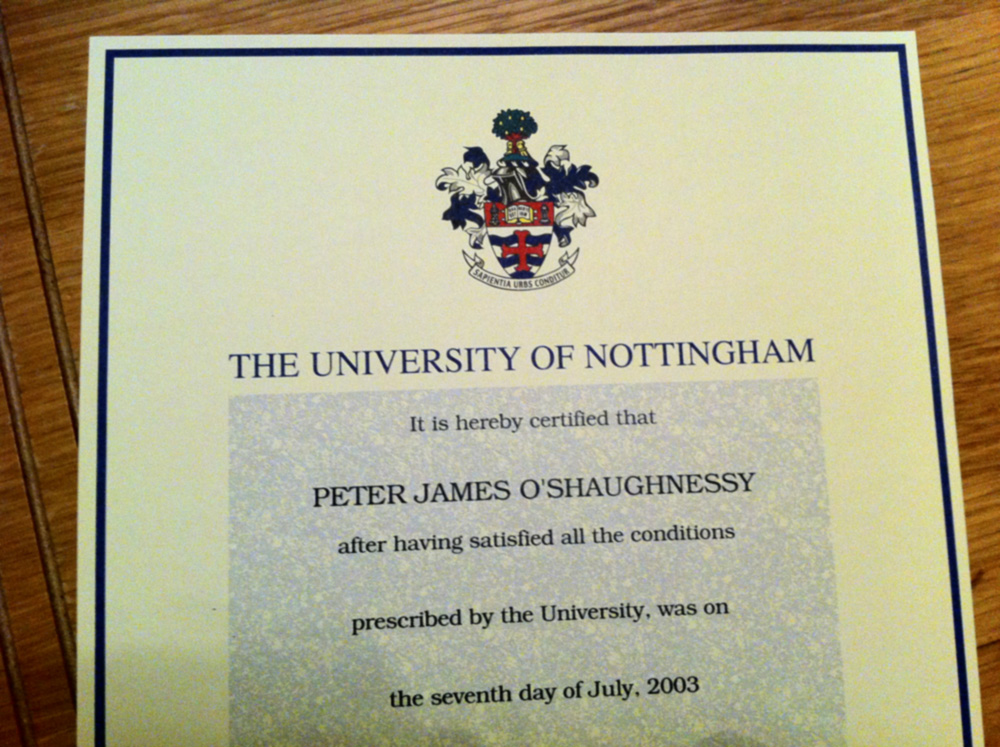 SAPIENTIA URBS CONDITUR
THE UNIVERSITY OF NOTTINGHAM
It is hereby certified that
PETER JAMES O'SHAUGHNESSY
after having satisfied all the conditions
prescribed by the University, was on
the seventh day of July, 2003